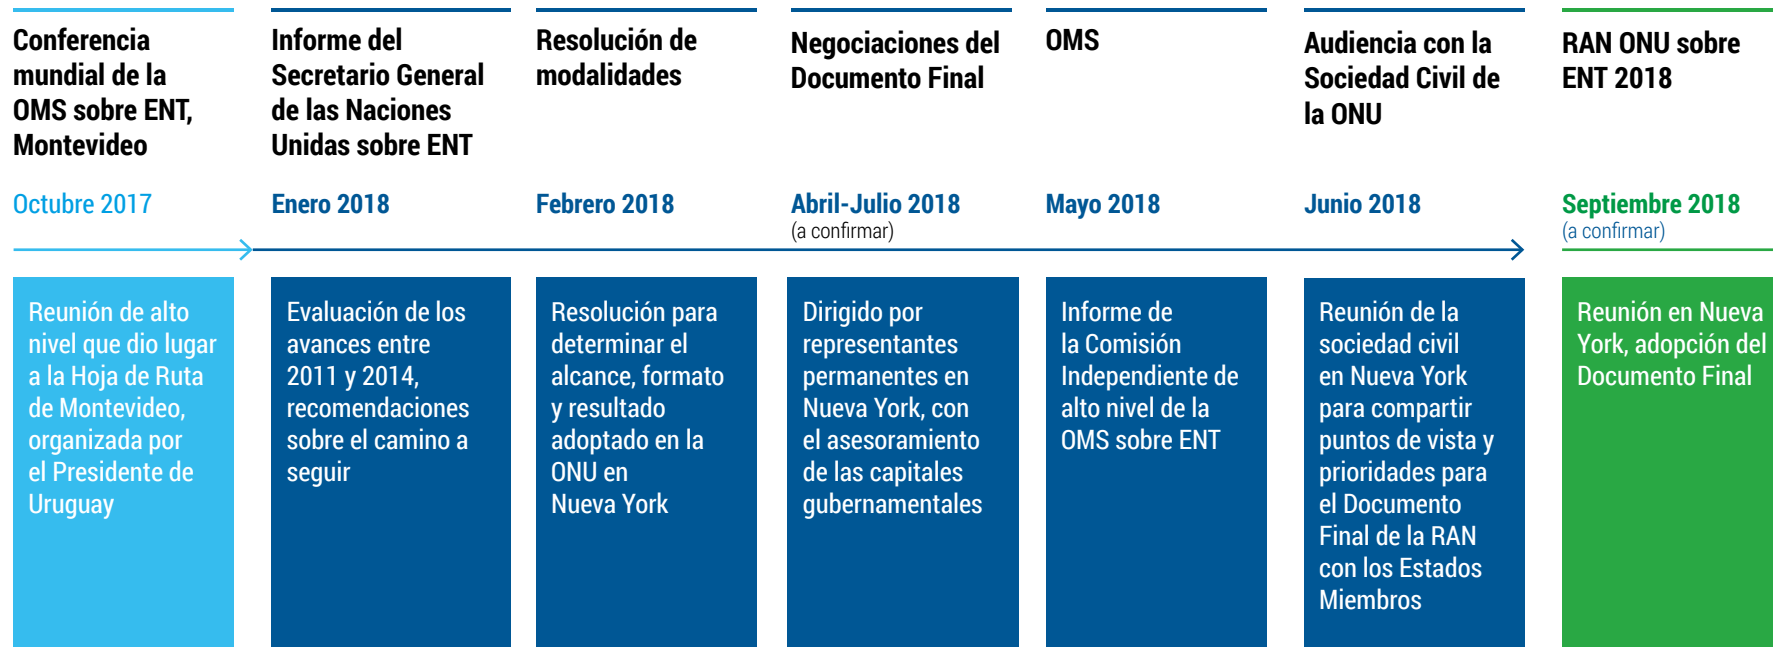 Conferencia
mundial de la
OMS sobre ENT,
Montevideo
Octubre 2017
Reunión de alto
nivel que dio lugar
a la Hoja de Ruta
de Montevideo,
organizada por
el Presidente de
Uruguay
Informe del
Secretario General
de las Naciones
Unidas sobre ENT
Enero 2018
Evaluación de los
avances entre
2011 y 2014,
recomendaciones
sobre el camino a
seguir
Resolución de
modalidades
Febrero 2018
Resolución para
determinar el
alcance, formato
y resultado
adoptado en la
ONU en
Nueva York
Negociaciones del
Documento Final
Abril-Julio 2018
(a confirmar)
Dirigido por
representantes
permanentes en
Nueva York, con
el asesoramiento
de las capitales
gubernamentales
OMS
Mayo 2018
Informe de
la Comisión
Independiente de
alto nivel de la
OMS sobre ENT
Audiencia con la
Sociedad Civil de
la ONU
Junio 2018
Reunión de la
sociedad civil
en Nueva York
para compartir
puntos de vista y
prioridades para
el Documento
Final de la RAN
con los Estados
Miembros
RAN ONU sobre
ENT 2018
Septiembre 2018
(a confirmar)
Reunión en Nueva
York, adopción del
Documento Final